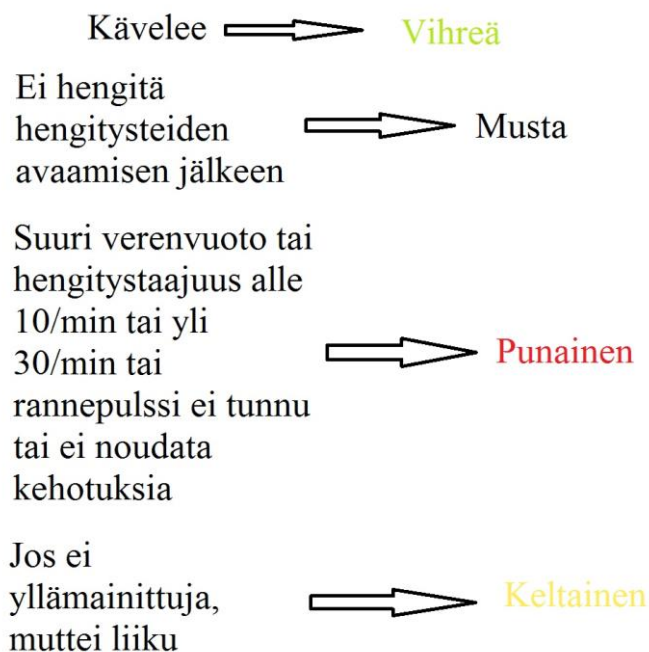 Kävelee Vihreä
Ei hengitä
hengitysteiden
avaamisen jälkeen
Musta
Suuri verenvuoto tai
hengitystaajuus alle
10/min tai yli
30/min tai
rannepulssi ei tunnu
tai ei noudata
kehotuksia
Punainen
Jos ei
yllämainittuja,
muttei liiku
Keltainen